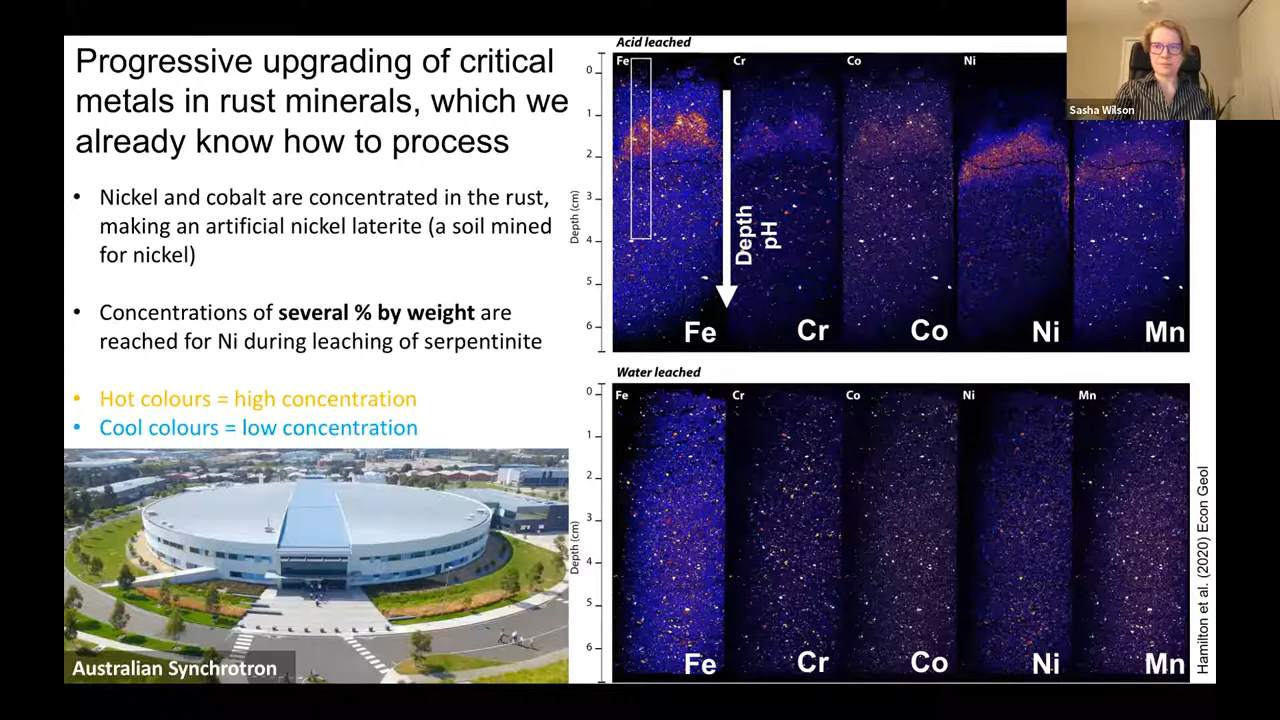 Progressive upgrading of critical
metals in rust minerals, which we
already know how to process
• Nickel and cobalt are concentrated in the rust,
making an artificial nickel laterite (a soil mined
for nickel)
• Concentrations of several % by weight are
reached for Ni during leaching of serpentinite
• Hot colours = high concentration
• Cool colours = low concentration
Australian Synchrotron
Acid leached
Fe Cr Co Ni
0
1
2
3
4
5
6
Depth (cm)
Depth
pH
Fe Cr Co Ni Mn
Water leached
Fe Cr Co Ni Mn
0
1
2
3
4
5
6
Depth (cm)
Fe Cr Co Ni Mn
Hamilton et al. (2020) Econ Geol
Sasha Wilson